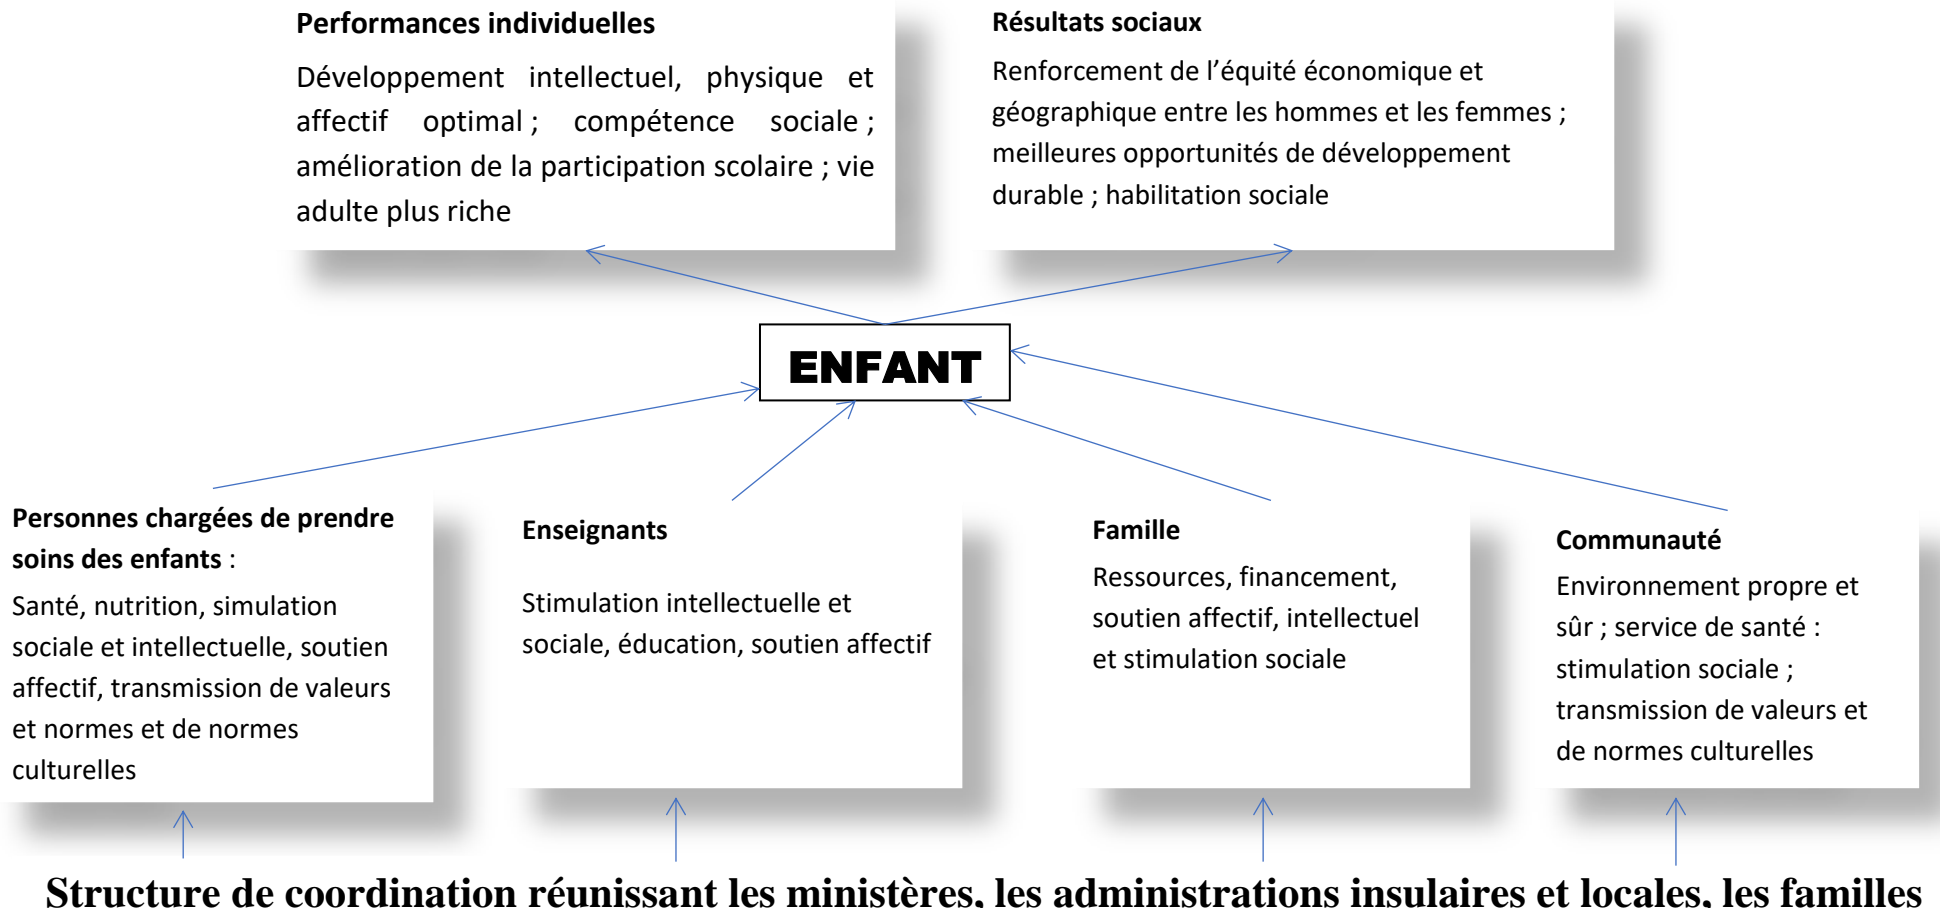 Performances individuelles
Développement intellectuel, physique et
affectif optimal ; compétence sociale ;
amélioration de la participation scolaire ; vie
adulte plus riche
Résultats sociaux
Renforcement de l’équité économique et
géographique entre les hommes et les femmes ;
meilleures opportunités de développement
durable ; habilitation sociale
ENFANT
Personnes chargées de prendre
soins des enfants :
Santé, nutrition, simulation
sociale et intellectuelle, soutien
affectif, transmission de valeurs
et normes et de normes
culturelles
Enseignants
Stimulation intellectuelle et
sociale, éducation, soutien affectif
Famille
Ressources, financement,
soutien affectif, intellectuel
et stimulation sociale
Communauté
Environnement propre et
sûr ; service de santé :
stimulation sociale ;
transmission de valeurs et
de normes culturelles
Structure de coordination réunissant les ministères, les administrations insulaires et locales, les familles